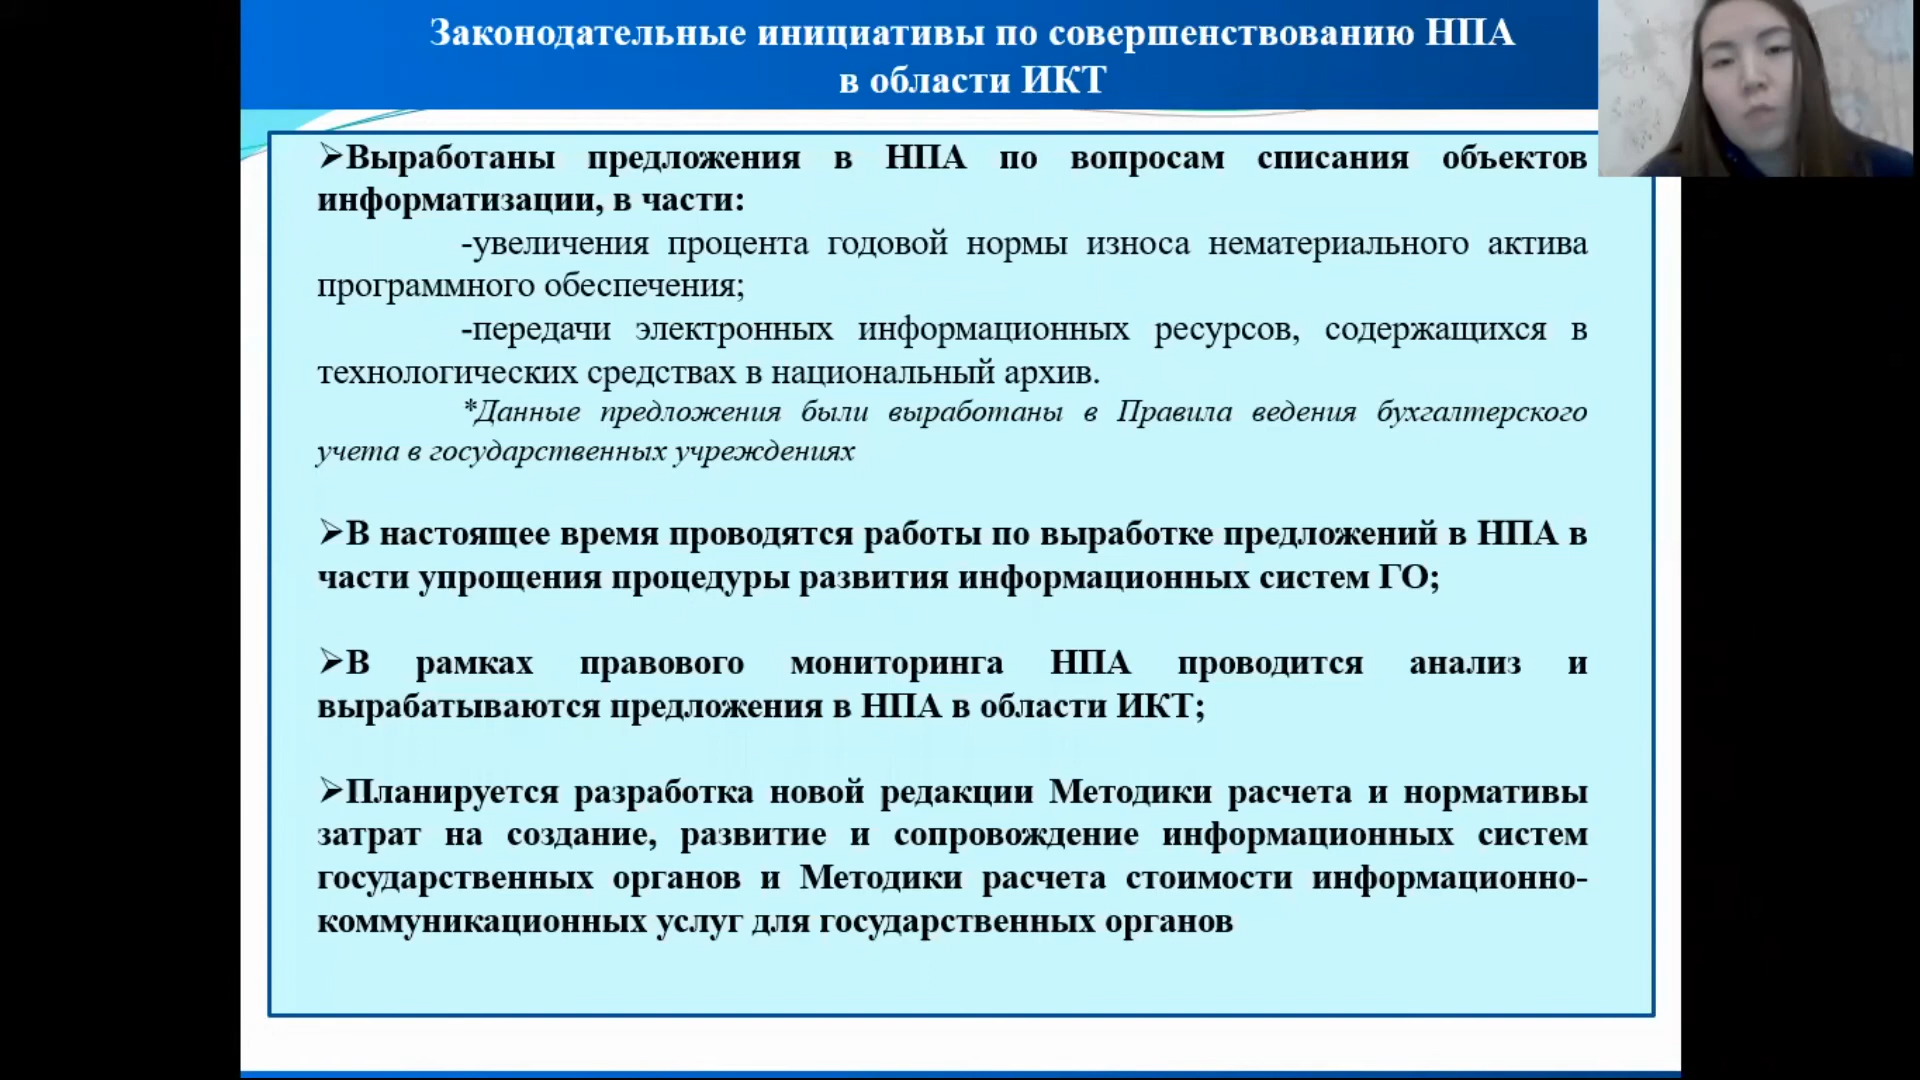 Законодательные инициативы по совершенствованию НПА
в области ИКТ
➢Выработаны предложения в НПА по вопросам списания объектов
информатизации, в части:
-увеличения процента годовой нормы износа нематериального актива
программного обеспечения;
-передачи электронных информационных ресурсов, содержащихся в
технологических средствах в национальный архив.
*Данные предложения были выработаны в Правила ведения бухгалтерского
учета в государственных учреждениях
➢В настоящее время проводятся работы по выработке предложений в НПА в
части упрощения процедуры развития информационных систем ГО;
➢В рамках правового мониторинга НПА проводится анализ и
вырабатываются предложения в НПА в области ИКТ;
➢Планируется разработка новой редакции Методики расчета и нормативы
затрат на создание, развитие и сопровождение информационных систем
государственных органов и Методики расчета стоимости информационно-
коммуникационных услуг для государственных органов